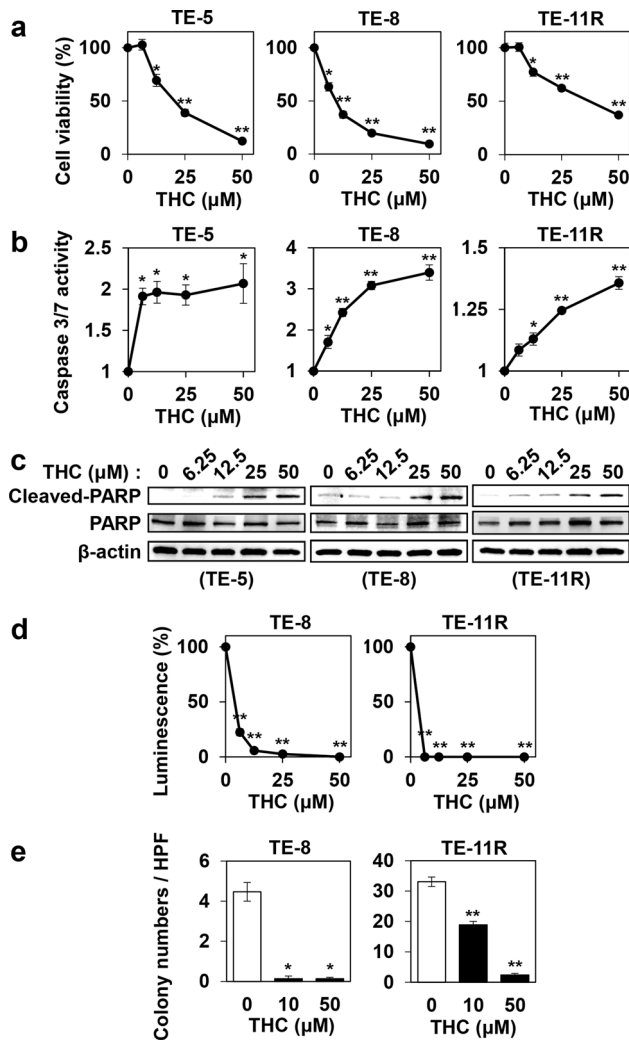 a
TE-5 TE-8 TE-11R
Cell viability (%)
100 50 0
100 50 0
100 50 0
* ** **
* ** ** **
* ** **
0 25 50 0 25 50 0 25 50
THC (µM) THC (µM) THC (µM)
b
TE-5 TE-8 TE-11R
Caspase 3/7 activity
2.5 2 1.5 1
4 3 2 1
1.5 1.25 1
* * * *
* ** ** **
* ** **
0 25 50 0 25 50 0 25 50
THC (µM) THC (µM) THC (µM)
c
THC (µM) : 0 6.25 12.5 25 50 0 6.25 12.5 25 50 0 6.25 12.5 25 50
Cleaved-PARP
PARP
β-actin
(TE-5) (TE-8) (TE-11R)
d
TE-8 TE-11R
Luminescence (%)
100 50 0
100 50 0
** ** ** **
** ** ** **
0 25 50 0 25 50
THC (µM) THC (µM)
e
TE-8 TE-11R
Colony numbers / HPF
6 4 2 0
40 30 20 10 0
* *
** **
0 10 50 0 10 50
THC (µM) THC (µM)